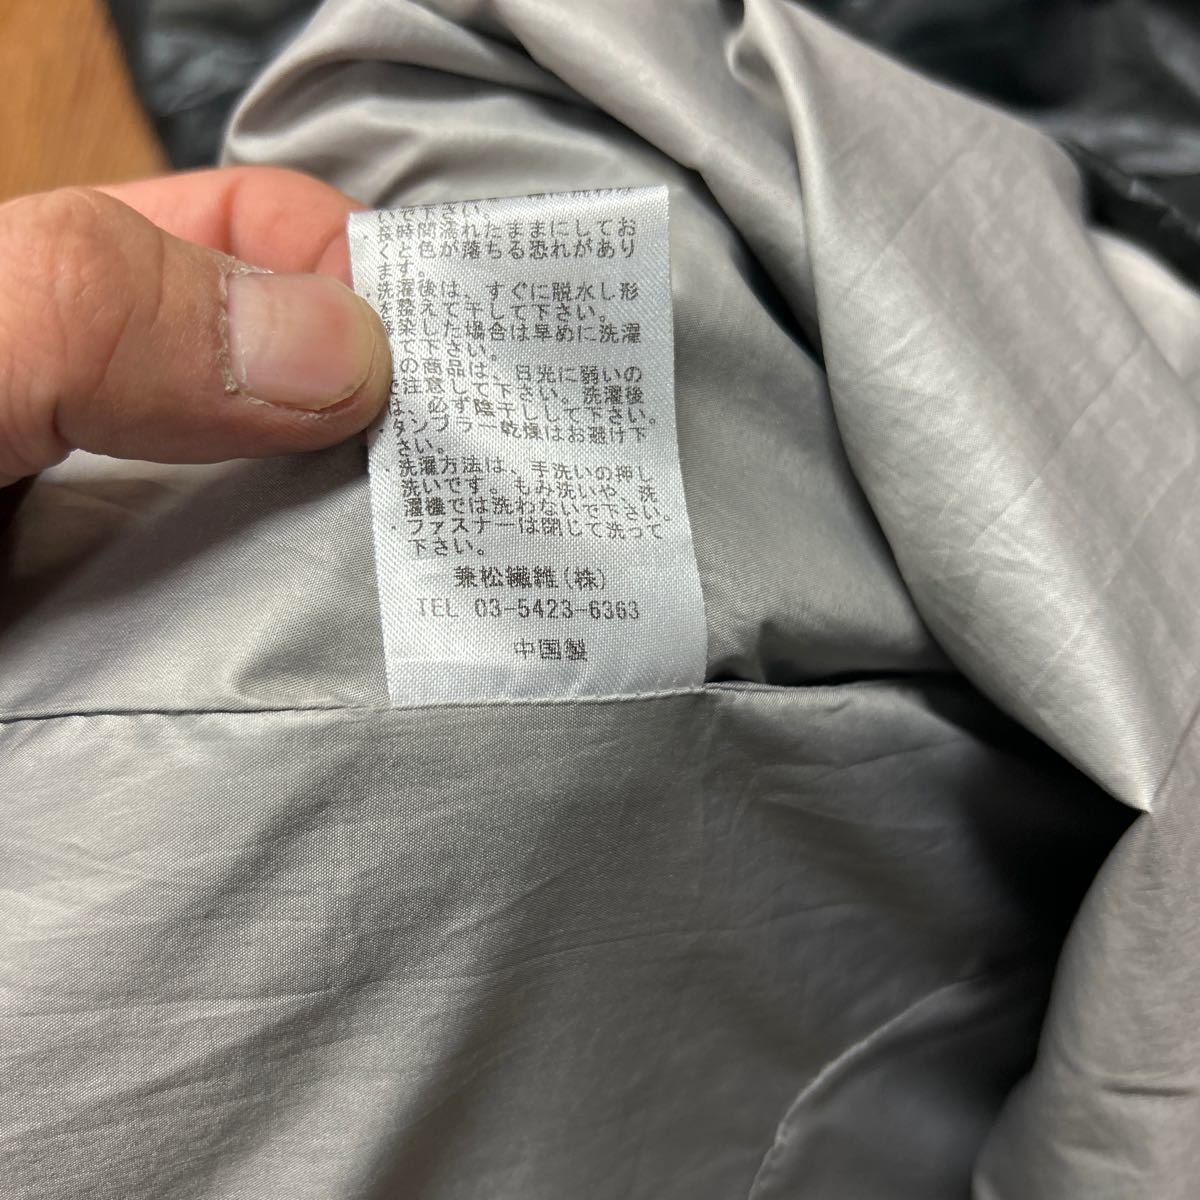 いで下さい。
時間濡れたままにしてお
くと色が落ちる恐れがあり
ます。
洗濯後は、すぐに脱水し形
を整えて干して下さい。
染した場合は早めに洗濯
て下さい。
の商品は、日光に弱いの
で注意して下さい。洗濯後
は、必ず陰干しして下さい。
・タンブラー乾燥はお避け下
さい。
・洗濯方法は、手洗いの押し
洗いです。もみ洗いや、洗
濯機では洗わないで下さい。
・ファスナーは閉じて洗って
下さい。
兼松繊維(株)
TEL 03-5423-6363
中国製